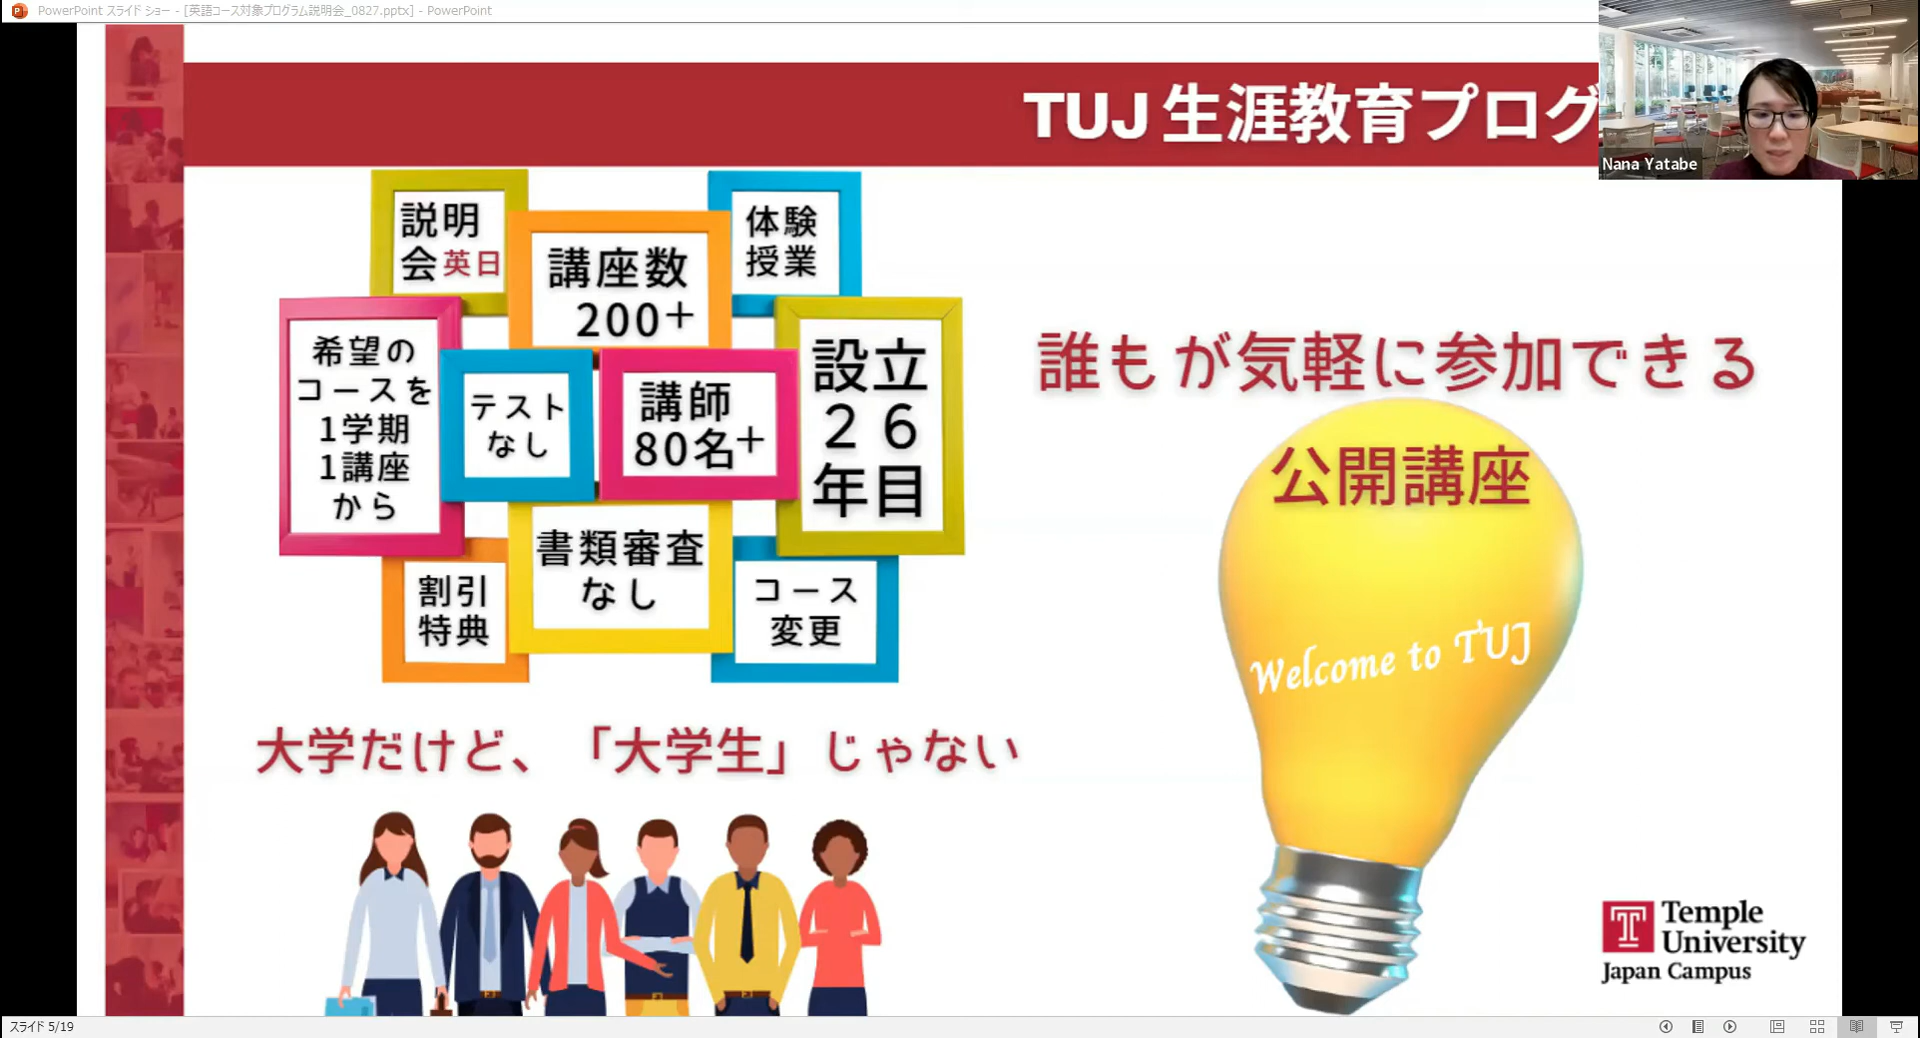 PowerPoint スライド ショー - [英語コース対象プログラム説明会_0827.pptx] - PowerPoint
TUJ 生涯教育プログ
Nana Yatabe
説明
会英日
講座数
200+
体験
授業
希望の
コースを
1学期
1講座
から
テスト
なし
講師
80名+
設立
26
年目
割引
特典
書類審査
なし
コース
変更
誰もが気軽に参加できる
公開講座
Welcome to TUJ
大学だけど、「大学生」じゃない
Temple
University
Japan Campus
スライド 5/19